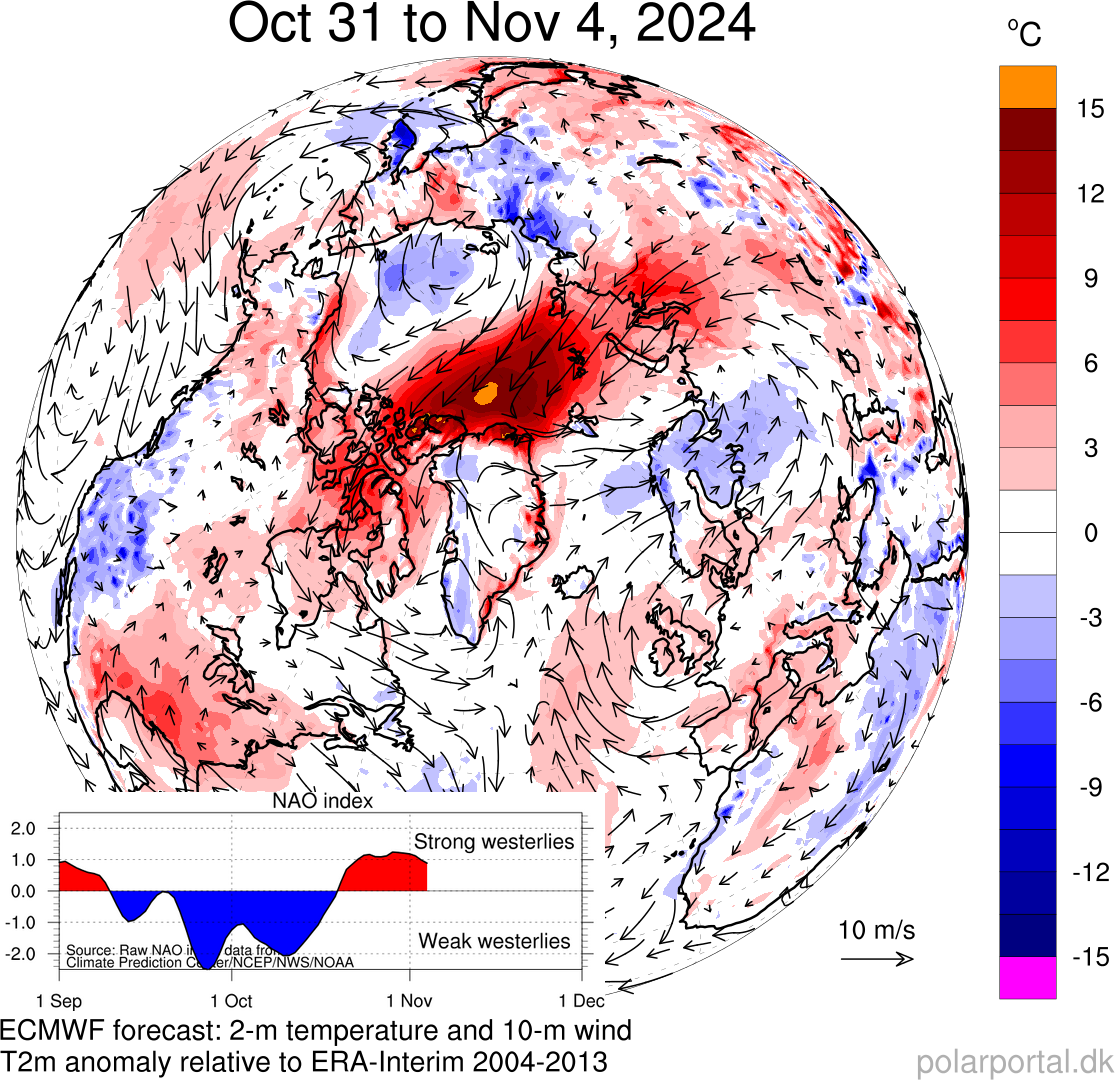 Oct 31 to Nov 4, 2024
°C
15
12
9
6
3
0
-3
-6
-9
-12
-15
NAO index
2.0
1.0
0.0
-1.0
-2.0
Strong westerlies
Weak westerlies
Source: Raw NAO data
Climate Prediction /NCEP/NWS/NOAA
1 Sep
1 Oct
1 Nov
1 Dec
10 m/s
ECMWF forecast: 2-m temperature and 10-m wind
T2m anomaly relative to ERA-Interim 2004-2013
polarportal.dk